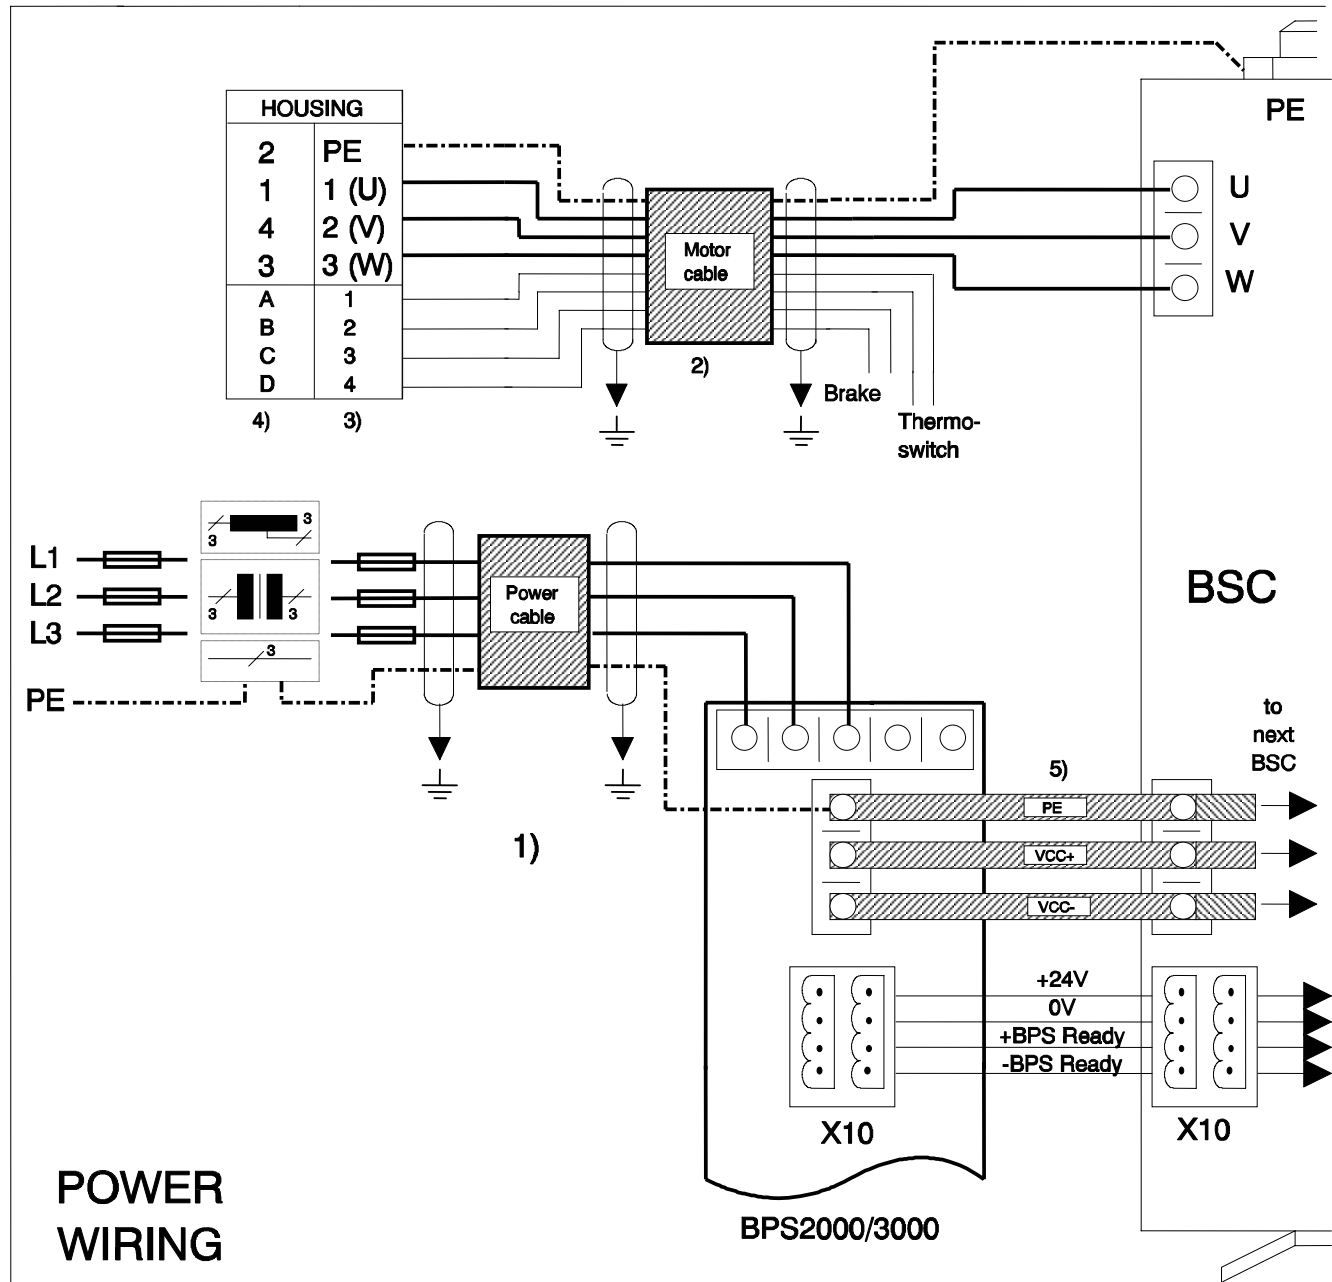 HOUSING
2 PE
1 1 (U)
4 2 (V)
3 3 (W)
A 1
B 2
C 3
D 4
4) 3)
Motor
cable
2)
Brake
Thermo-
switch
PE
U
V
W
BSC
L1
L2
L3
PE
3
3
3
3
3
Power
cable
1)
to
next
BSC
5)
PE
VCC+
VCC-
+24V
0V
+BPS Ready
-BPS Ready
X10
X10
BPS2000/3000
POWER
WIRING